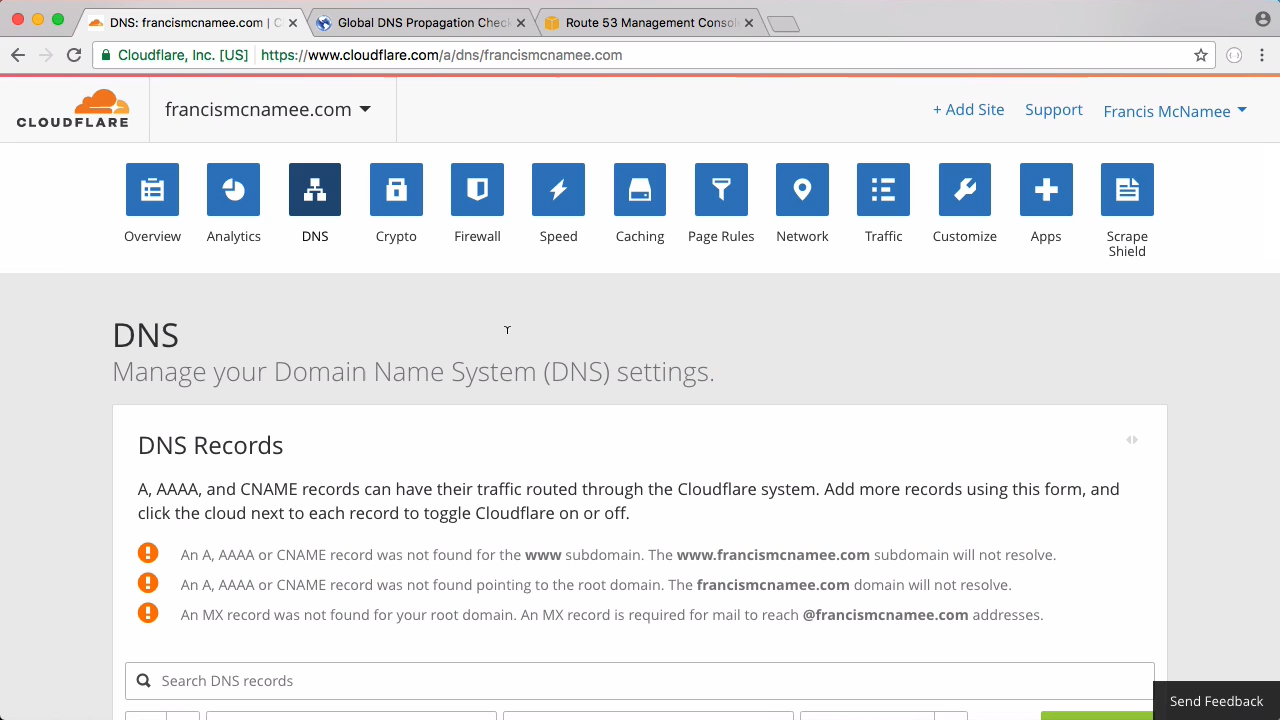 DNS: francismcnamee.com | C
Global DNS Propagation Chec
Route 53 Management Consol
Cloudflare, Inc. [US] https://www.cloudflare.com/a/dns/francismcnamee.com
CLOUDFLARE
francismcnamee.com
+ Add Site
Support
Francis McNamee
Overview
Analytics
DNS
Crypto
Firewall
Speed
Caching
Page Rules
Network
Traffic
Customize
Apps
Scrape
Shield
DNS
Manage your Domain Name System (DNS) settings.
DNS Records
A, AAAA, and CNAME records can have their traffic routed through the Cloudflare system. Add more records using this form, and
click the cloud next to each record to toggle Cloudflare on or off.
An A, AAAA or CNAME record was not found for the www subdomain. The www.francismcnamee.com subdomain will not resolve.
An A, AAAA or CNAME record was not found pointing to the root domain. The francismcnamee.com domain will not resolve.
An MX record was not found for your root domain. An MX record is required for mail to reach @francismcnamee.com addresses.
Search DNS records
Send Feedback